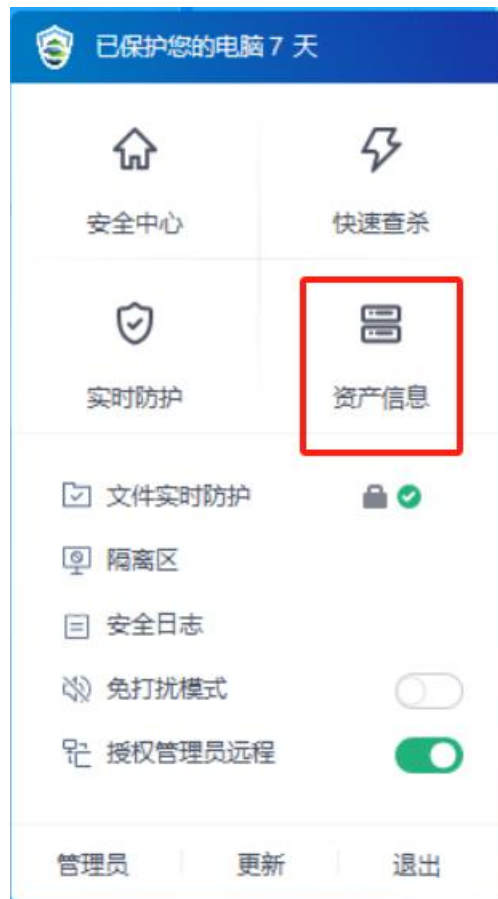 已保护您的电脑 7 天
安全中心 快速查杀
实时防护 资产信息
文件实时防护
隔离区
安全日志
免打扰模式
授权管理员远程
管理员 更新 退出